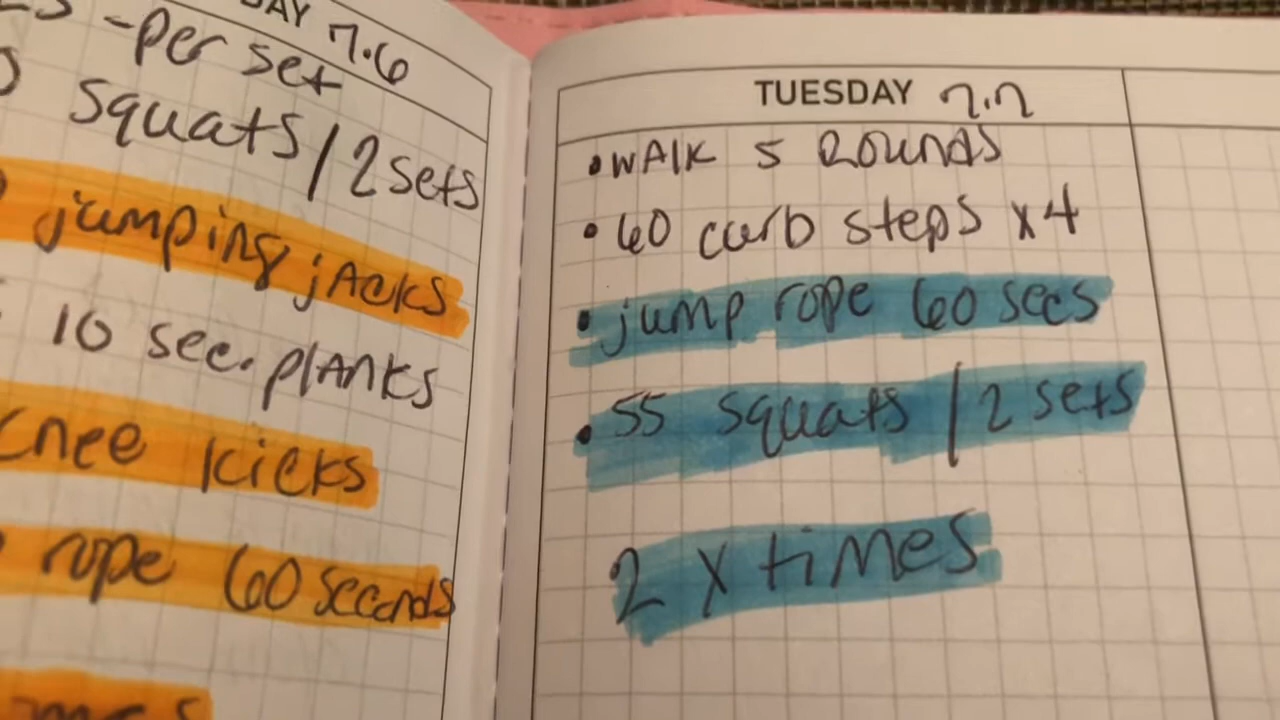 DAY 7.6
-per set
squats / 2 sets
jumping jacks
10 sec. planks
knee kicks
rope 60 seconds
TUESDAY 7.7
• WALK 5 ROUNDS
• 60 curb steps x4
• jump rope 60 secs
• 55 squats / 2 sets
2 X times